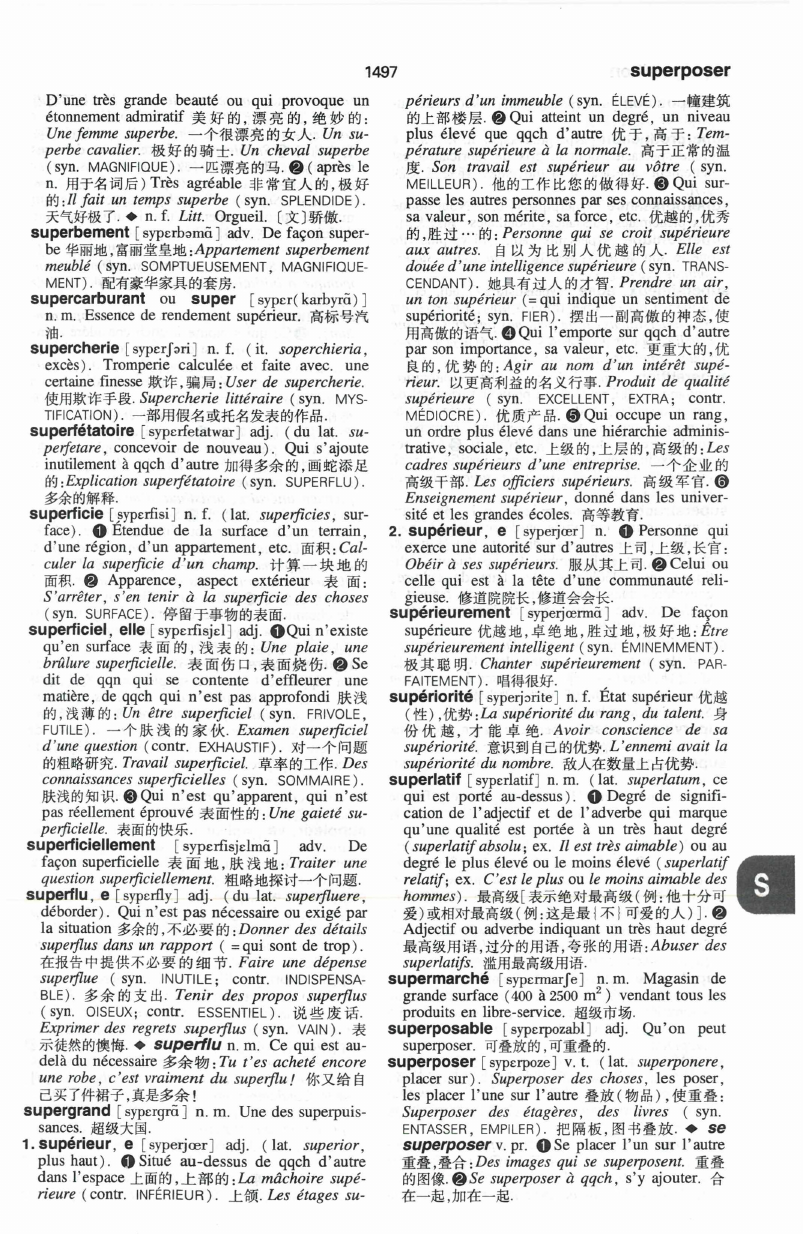 1497
superposer
D'une très grande beauté ou qui provoque un
étonnement admiratif 美好的,漂亮的,绝妙的:
Une femme superbe. 一个很漂亮的女人. Un su-
perbe cavalier. 极好的骑士. Un cheval superbe
(syn. MAGNIFIQUE). 一匹漂亮的马. ❷ (après le
n. 用于名词后) Très agréable 非常宜人的,极好
的: Il fait un temps superbe (syn. SPLENDIDE).
天气好极了. ◆ n. f. Litt. Orgueil. 〔文〕骄傲.
superbement [sypɛrbəmɑ̃] adv. De façon super-
be 华丽地,富丽堂皇地: Appartement superbement
meublé (syn. SOMPTUEUSEMENT, MAGNIFIQUE-
MENT). 配有豪华家具的套房.
supercarburant ou super [sypɛr(karbyrɑ̃)]
n. m. Essence de rendement supérieur. 高标号汽
油.
supercherie [sypɛrʃəri] n. f. (it. soperchieria,
excès). Tromperie calculée et faite avec. une
certaine finesse 欺诈,骗局: User de supercherie.
使用欺诈手段. Supercherie littéraire (syn. MYS-
TIFICATION). 一部用假名或托名发表的作品.
superfétatoire [sypɛrfetatwar] adj. (du lat. su-
perfetare, concevoir de nouveau). Qui s'ajoute
inutilement à qqch d'autre 加得多余的,画蛇添足
的: Explication superfétatoire (syn. SUPERFLU).
多余的解释.
superficie [sypɛrfisi] n. f. (lat. superficies, sur-
face). ❶ Étendue de la surface d'un terrain,
d'une région, d'un appartement, etc. 面积: Cal-
culer la superficie d'un champ. 计算一块地的
面积. ❷ Apparence, aspect extérieur 表面:
S'arrêter, s'en tenir à la superficie des choses
(syn. SURFACE). 停留于事物的表面.
superficiel, elle [sypɛrfisjɛl] adj. ❶ Qui n'existe
qu'en surface 表面的,浅表的: Une plaie, une
brûlure superficielle. 表面伤口,表面烧伤. ❷ Se
dit de qqn qui se contente d'effleurer une
matière, de qqch qui n'est pas approfondi 肤浅
的,浅薄的: Un être superficiel (syn. FRIVOLE,
FUTILE). 一个肤浅的家伙. Examen superficiel
d'une question (contr. EXHAUSTIF). 对一个问题
的粗略研究. Travail superficiel. 草率的工作. Des
connaissances superficielles (syn. SOMMAIRE).
肤浅的知识. ❸ Qui n'est qu'apparent, qui n'est
pas réellement éprouvé 表面性的: Une gaieté su-
perficielle. 表面的快乐.
superficiellement [sypɛrfisjɛlmɑ̃] adv. De
façon superficielle 表面地,肤浅地: Traiter une
question superficiellement. 粗略地探讨一个问题.
superflu, e [sypɛrfly] adj. (du lat. superfluere,
déborder). Qui n'est pas nécessaire ou exigé par
la situation 多余的,不必要的: Donner des détails
superflus dans un rapport (=qui sont de trop).
在报告中提供不必要的细节. Faire une dépense
superflue (syn. INUTILE; contr. INDISPENSA-
BLE). 多余的支出. Tenir des propos superflus
(syn. OISEUX; contr. ESSENTIEL). 说些废话.
Exprimer des regrets superflus (syn. VAIN). 表
示徒然的懊悔. ◆ superflu n. m. Ce qui est au-
delà du nécessaire 多余物: Tu t'es acheté encore
une robe, c'est vraiment du superflu! 你又给自
己买了件裙子,真是多余!
supergrand [sypɛrgrɑ̃] n. m. Une des superpuis-
sances. 超级大国.
1. supérieur, e [syperjœr] adj. (lat. superior,
plus haut). ❶ Situé au-dessus de qqch d'autre
dans l'espace 上面的,上部的: La mâchoire supé-
rieure (contr. INFÉRIEUR). 上颌. Les étages su-
périeurs d'un immeuble (syn. ÉLEVÉ). 一幢建筑
的上部楼层. ❷ Qui atteint un degré, un niveau
plus élevé que qqch d'autre 优于,高于: Tem-
pérature supérieure à la normale. 高于正常的温
度. Son travail est supérieur au vôtre (syn.
MEILLEUR). 他的工作比您的做得好. ❸ Qui sur-
passe les autres personnes par ses connaissances,
sa valeur, son mérite, sa force, etc. 优越的,优秀
的,胜过…的: Personne qui se croit supérieure
aux autres. 自以为比别人优越的人. Elle est
douée d'une intelligence supérieure (syn. TRANS-
CENDANT). 她具有过人的才智. Prendre un air,
un ton supérieur (=qui indique un sentiment de
supériorité; syn. FIER). 摆出一副高傲的神态,使
用高傲的语气. ❹ Qui l'emporte sur qqch d'autre
par son importance, sa valeur, etc. 更重大的,优
良的,优势的: Agir au nom d'un intérêt supé-
rieur. 以更高利益的名义行事. Produit de qualité
supérieure (syn. EXCELLENT, EXTRA; contr.
MÉDIOCRE). 优质产品. ❺ Qui occupe un rang,
un ordre plus élevé dans une hiérarchie adminis-
trative, sociale, etc. 上级的,上层的,高级的: Les
cadres supérieurs d'une entreprise. 一个企业的
高级干部. Les officiers supérieurs. 高级军官. ❻
Enseignement supérieur, donné dans les univer-
sité et les grandes écoles. 高等教育.
2. supérieur, e [syperjœr] n. ❶ Personne qui
exerce une autorité sur d'autres 上司,上级,长官:
Obéir à ses supérieurs. 服从其上司. ❷ Celui ou
celle qui est à la tête d'une communauté reli-
gieuse. 修道院院长,修道会会长.
supérieurement [syperjœrmɑ̃] adv. De façon
supérieure 优越地,卓绝地,胜过地,极好地: Être
supérieurement intelligent (syn. ÉMINEMMENT).
极其聪明. Chanter supérieurement (syn. PAR-
FAITEMENT). 唱得很好.
supériorité [syperjɔrite] n. f. État supérieur 优越
(性),优势: La supériorité du rang, du talent. 身
份优越,才能卓绝. Avoir conscience de sa
supériorité. 意识到自己的优势. L'ennemi avait la
supériorité du nombre. 敌人在数量上占优势.
superlatif [sypɛrlatif] n. m. (lat. superlatum, ce
qui est porté au-dessus). ❶ Degré de signifi-
cation de l'adjectif et de l'adverbe qui marque
qu'une qualité est portée à un très haut degré
(superlatif absolu; ex. Il est très aimable) ou au
degré le plus élevé ou le moins élevé (superlatif
relatif; ex. C'est le plus ou le moins aimable des
hommes). 最高级[表示绝对最高级(例:他十分可
爱)或相对最高级(例:这是最{不}可爱的人)]. ❷
Adjectif ou adverbe indiquant un très haut degré
最高级用语,过分的用语,夸张的用语: Abuser des
superlatifs. 滥用最高级用语.
supermarché [sypɛrmarʃe] n. m. Magasin de
grande surface (400 à 2500 m²) vendant tous les
produits en libre-service. 超级市场.
superposable [sypɛrpozabl] adj. Qu'on peut
superposer. 可叠放的,可重叠的.
superposer [sypɛrpoze] v. t. (lat. superponere,
placer sur). Superposer des choses, les poser,
les placer l'une sur l'autre 叠放(物品),使重叠:
Superposer des étagères, des livres (syn.
ENTASSER, EMPILER). 把隔板,图书叠放. ◆ se
superposer v. pr. ❶ Se placer l'un sur l'autre
重叠,叠合: Des images qui se superposent. 重叠
的图像. ❷ Se superposer à qqch, s'y ajouter. 合
在一起,加在一起.
S